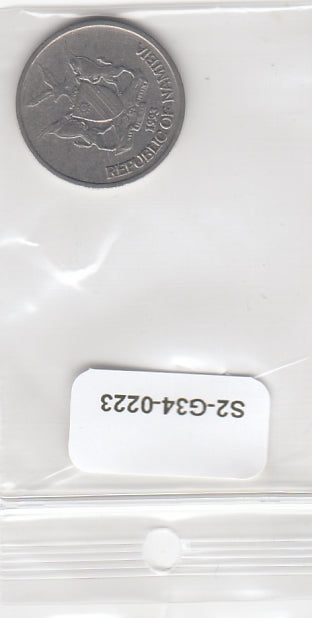 REPUBLIC OF NAMIBIA
1993
S2-G34-0223